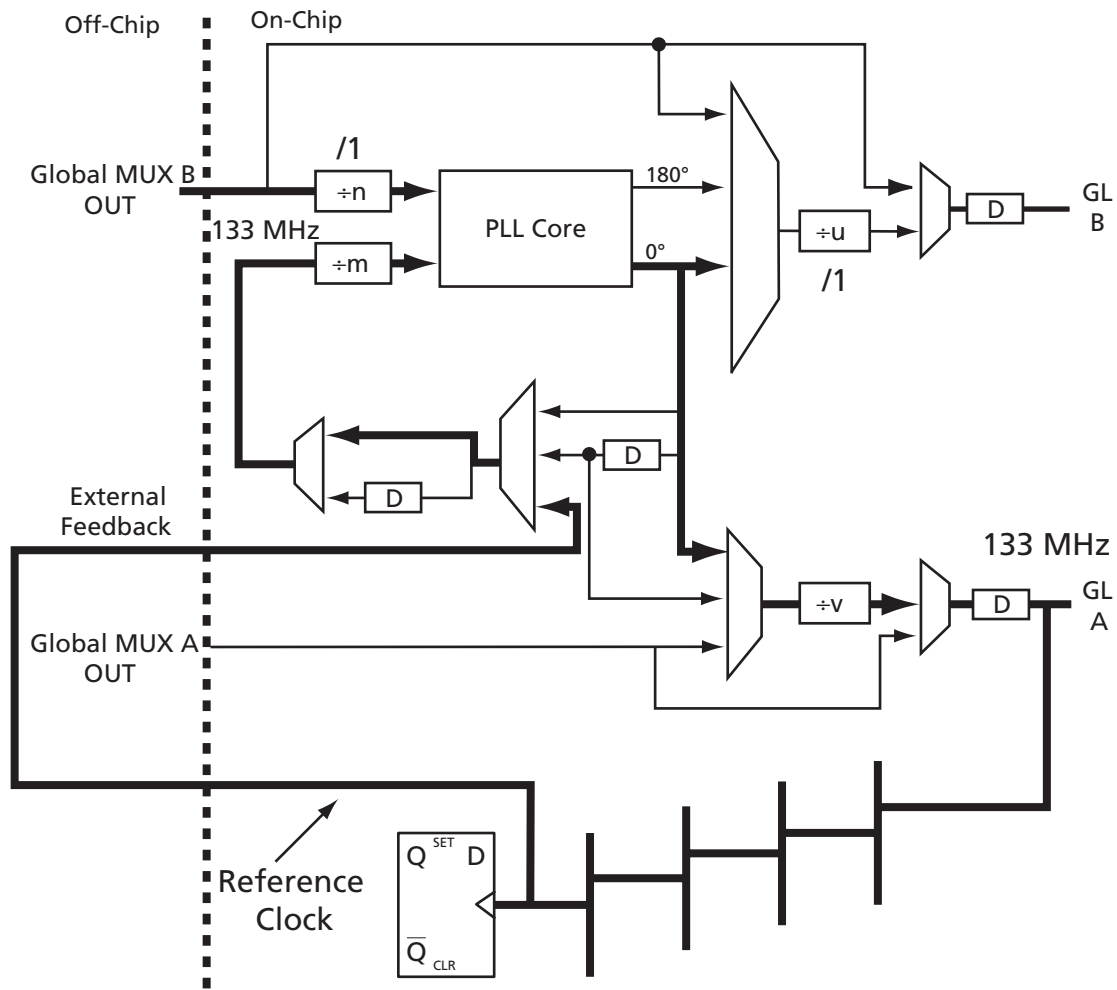 Off-Chip
On-Chip
Global MUX B
OUT
/1
÷n
180°
PLL Core
133 MHz
÷m
0°
÷u
/1
D
GL
B
D
D
External
Feedback
133 MHz
÷v
D
GL
A
Global MUX A
OUT
Reference
Clock
Q SET D
Q̅ CLR